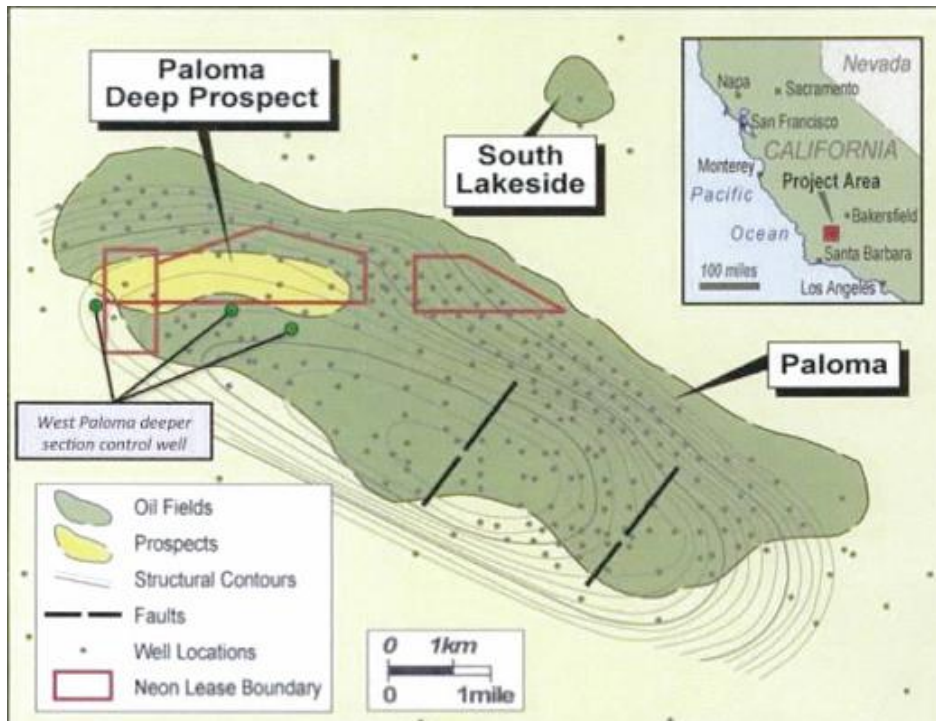 Paloma
Deep Prospect
South
Lakeside
Nevada
Napa
Sacramento
San Francisco
CALIFORNIA
Monterey
Project Area
Pacific
Bakersfield
Ocean
Santa Barbara
100 miles
Los Angeles
Paloma
West Paloma deeper
section control well
Oil Fields
Prospects
Structural Contours
Faults
Well Locations
Neon Lease Boundary
0 1km
0 1mile